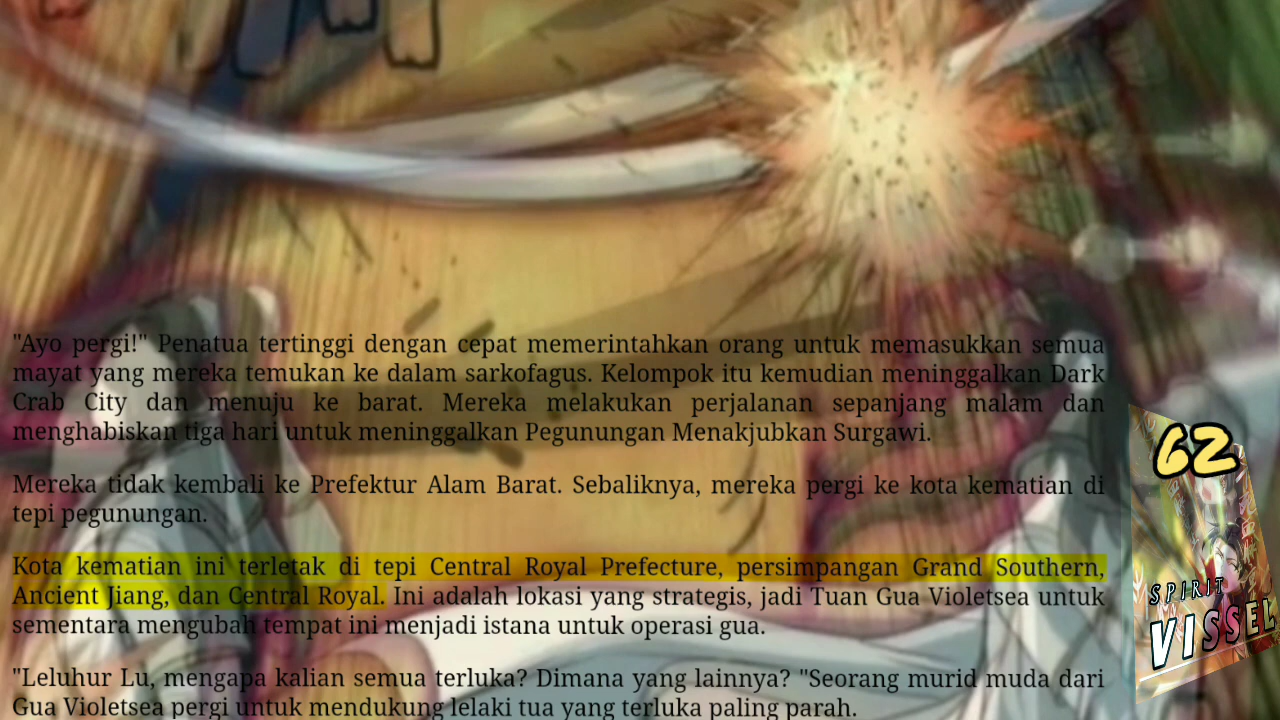 "Ayo pergi!" Penatua tertinggi dengan cepat memerintahkan orang untuk memasukkan semua
mayat yang mereka temukan ke dalam sarkofagus. Kelompok itu kemudian meninggalkan Dark
Crab City dan menuju ke barat. Mereka melakukan perjalanan sepanjang malam dan
menghabiskan tiga hari untuk meninggalkan Pegunungan Menakjubkan Surgawi.
Mereka tidak kembali ke Prefektur Alam Barat. Sebaliknya, mereka pergi ke kota kematian di
tepi pegunungan.
Kota kematian ini terletak di tepi Central Royal Prefecture, persimpangan Grand Southern,
Ancient Jiang, dan Central Royal. Ini adalah lokasi yang strategis, jadi Tuan Gua Violetsea untuk
sementara mengubah tempat ini menjadi istana untuk operasi gua.
"Leluhur Lu, mengapa kalian semua terluka? Dimana yang lainnya? "Seorang murid muda dari
Gua Violetsea pergi untuk mendukung lelaki tua yang terluka paling parah.
62
SPIRIT
VISSEL